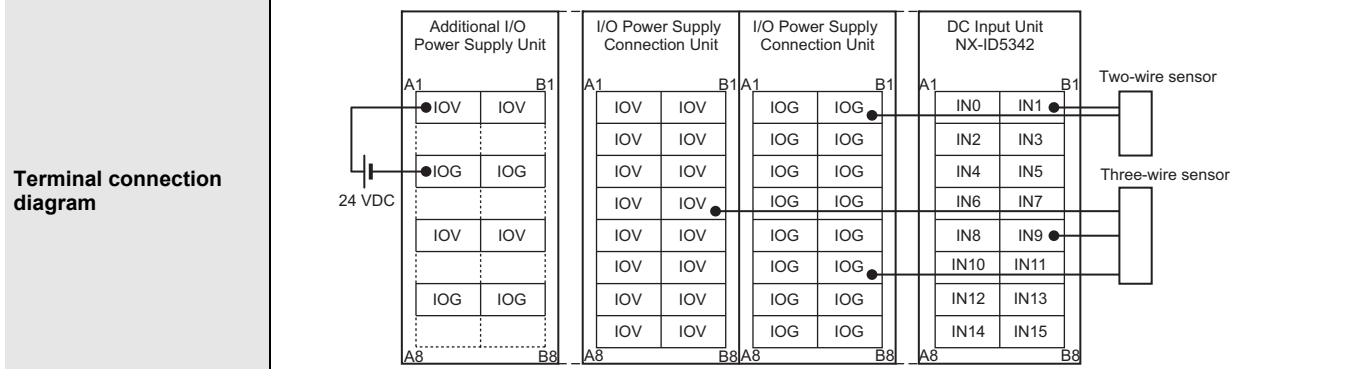 Terminal connection
diagram
Additional I/O
Power Supply Unit
I/O Power Supply
Connection Unit
I/O Power Supply
Connection Unit
DC Input Unit
NX-ID5342
A1 B1 A1 B1 A1 B1 A1 B1
Two-wire sensor
IOV IOV IOV IOV IOG IOG IN0 IN1
IOV IOV IOG IOG IN2 IN3
IOG IOG IOV IOV IOG IOG IN4 IN5
Three-wire sensor
24 VDC
IOV IOV IOG IOG IN6 IN7
IOV IOV IOV IOV IOG IOG IN8 IN9
IOV IOV IOG IOG IN10 IN11
IOG IOG IOV IOV IOG IOG IN12 IN13
IOV IOV IOG IOG IN14 IN15
A8 B8 A8 B8 A8 B8 A8 B8